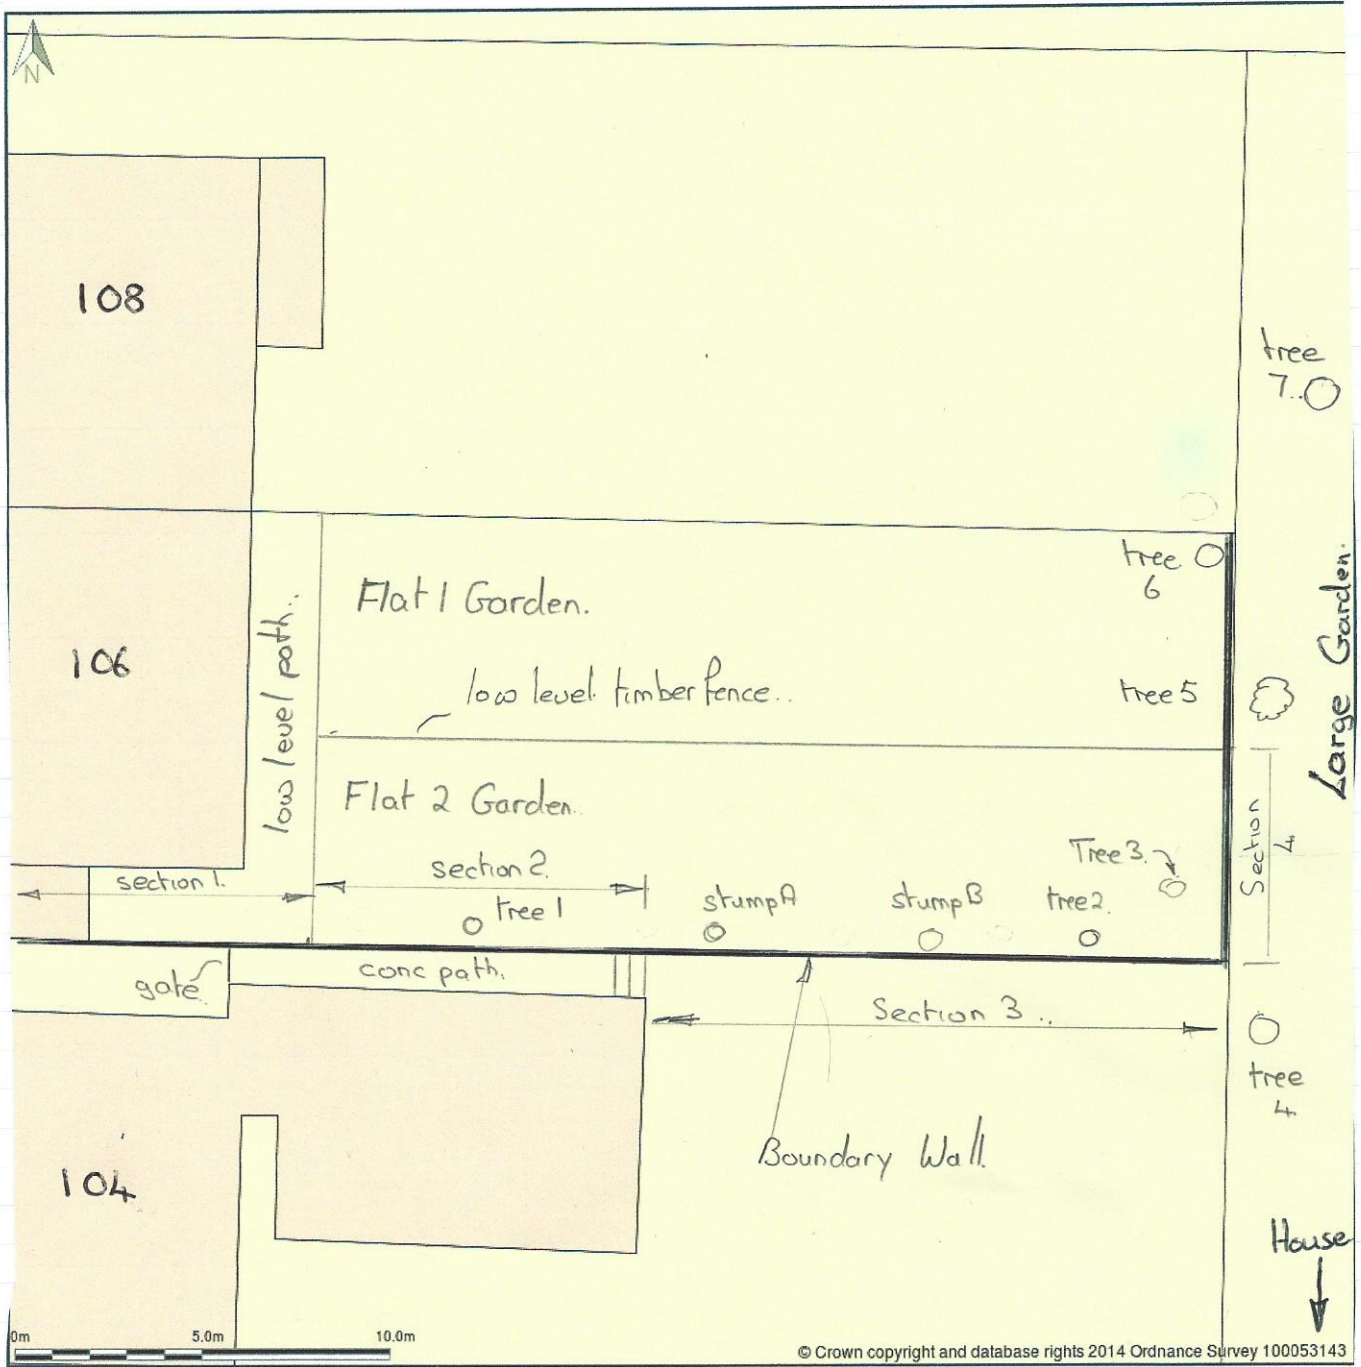 N
108
tree
7..
tree
6
Flat 1 Garden.
low level path..
106
low level timber fence..
tree 5
Large Garden.
Flat 2 Garden..
Section
4
Tree 3.
section 1.
section 2.
tree 1
stump A
stump B
tree 2.
gate
conc path.
Section 3 ..
tree
4.
Boundary Wall.
104
House
0m 5.0m 10.0m
© Crown copyright and database rights 2014 Ordnance Survey 100053143